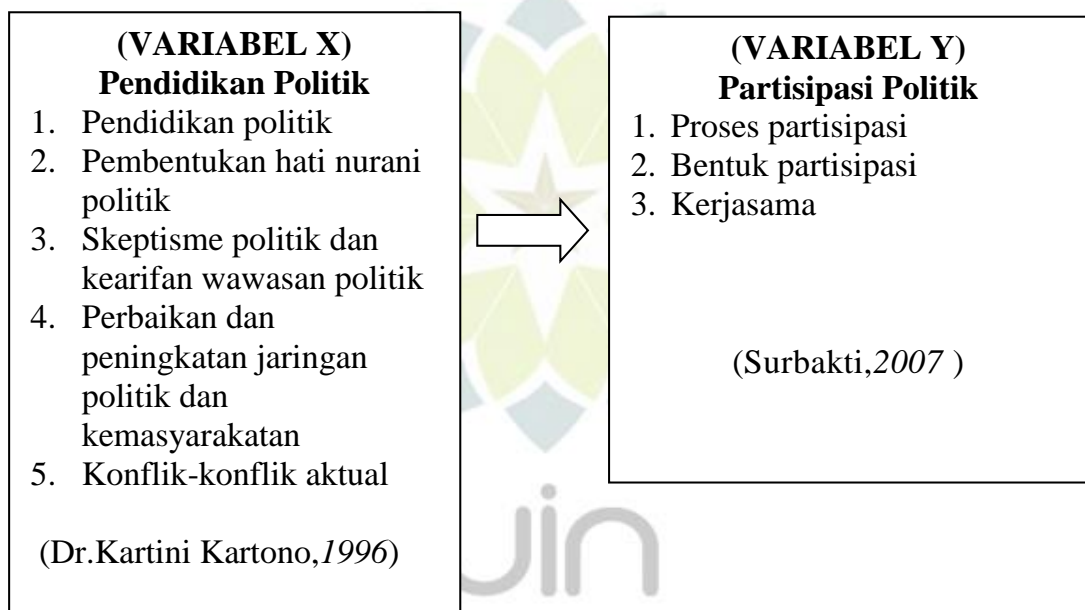 (VARIABEL X)
Pendidikan Politik
1. Pendidikan politik
2. Pembentukan hati nurani
politik
3. Skeptisme politik dan
kearifan wawasan politik
4. Perbaikan dan
peningkatan jaringan
politik dan
kemasyarakatan
5. Konflik-konflik aktual
(Dr.Kartini Kartono,1996)
(VARIABEL Y)
Partisipasi Politik
1. Proses partisipasi
2. Bentuk partisipasi
3. Kerjasama
(Surbakti,2007 )
uin